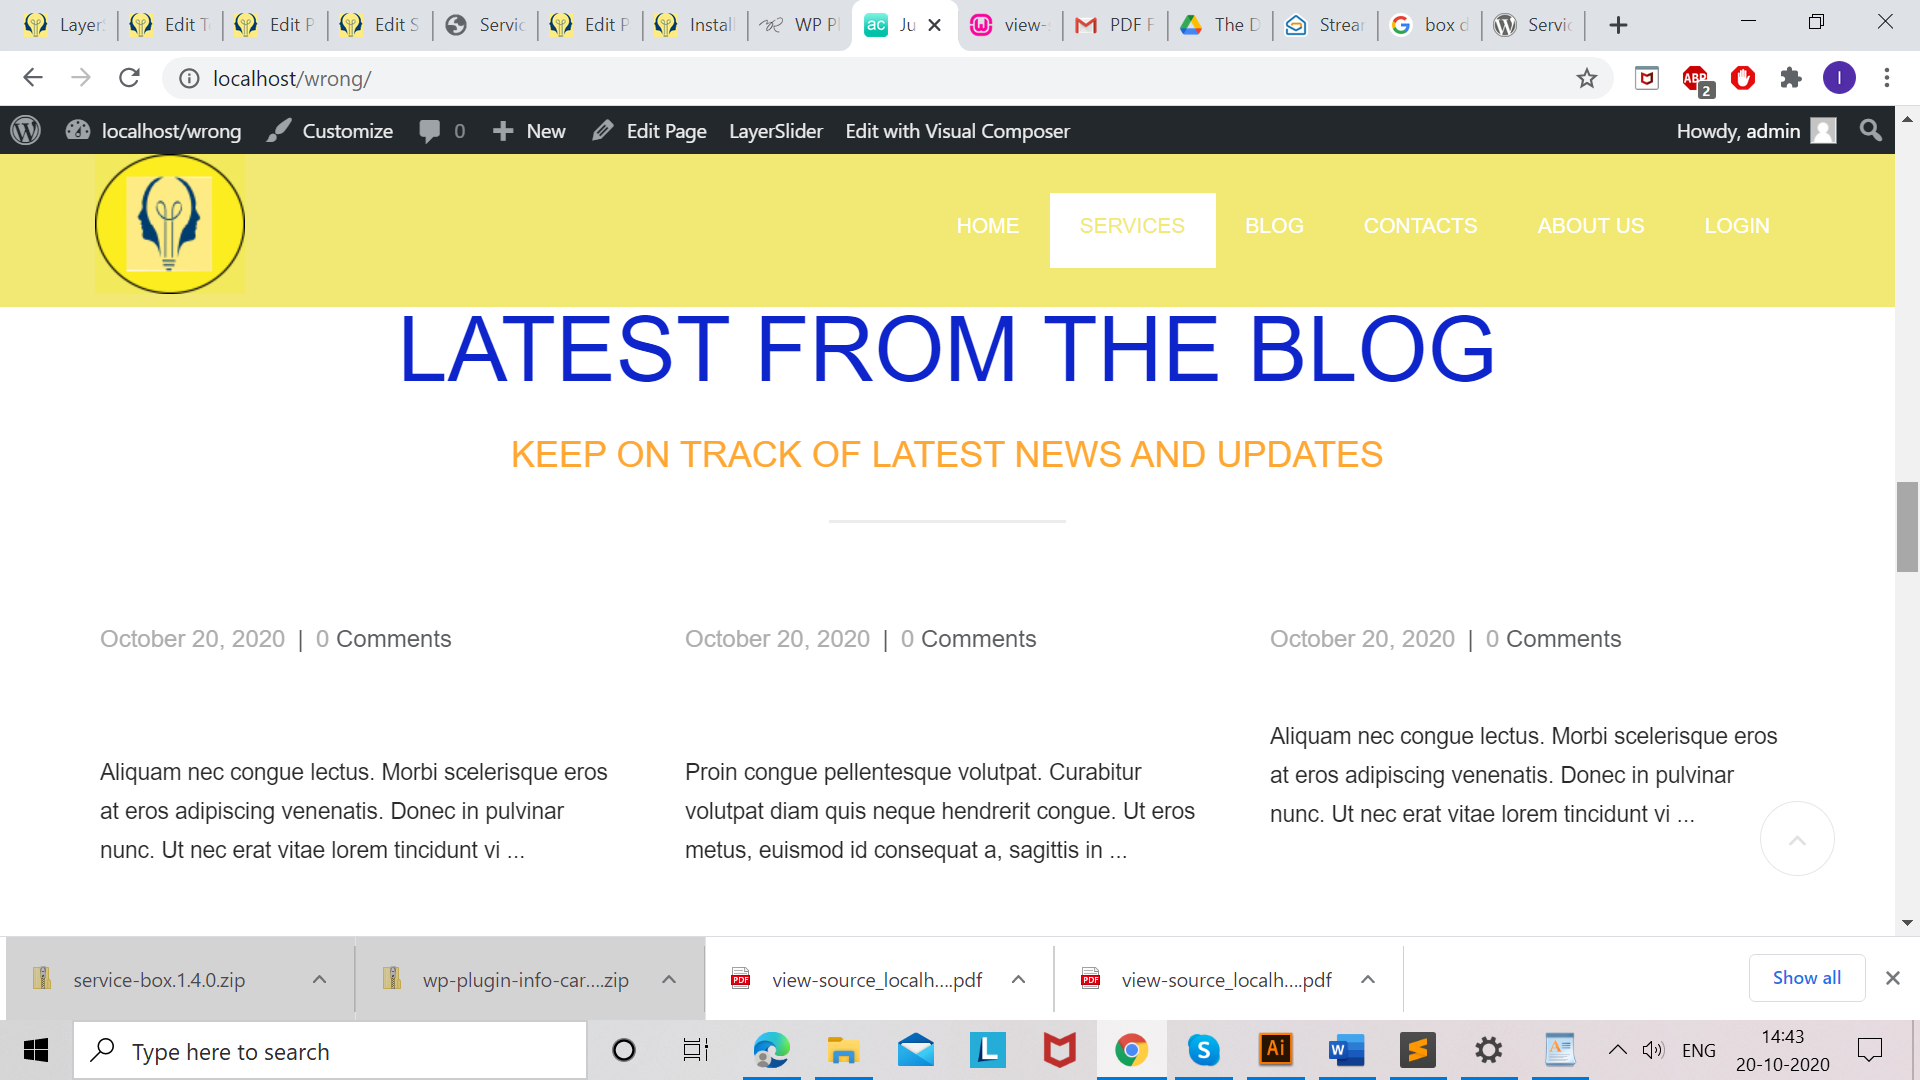 Layer
Edit T
Edit P
Edit S
Servic
Edit P
Install
WP Pl
ac Ju
view-
PDF F
The D
Strear
box d
Servic
localhost/wrong/
ABP 2
I
localhost/wrong Customize 0 New Edit Page LayerSlider Edit with Visual Composer Howdy, admin
HOME SERVICES BLOG CONTACTS ABOUT US LOGIN
LATEST FROM THE BLOG
KEEP ON TRACK OF LATEST NEWS AND UPDATES
October 20, 2020 | 0 Comments
Aliquam nec congue lectus. Morbi scelerisque eros
at eros adipiscing venenatis. Donec in pulvinar
nunc. Ut nec erat vitae lorem tincidunt vi ...
October 20, 2020 | 0 Comments
Proin congue pellentesque volutpat. Curabitur
volutpat diam quis neque hendrerit congue. Ut eros
metus, euismod id consequat a, sagittis in ...
October 20, 2020 | 0 Comments
Aliquam nec congue lectus. Morbi scelerisque eros
at eros adipiscing venenatis. Donec in pulvinar
nunc. Ut nec erat vitae lorem tincidunt vi ...
service-box.1.4.0.zip
wp-plugin-info-car....zip
PDF view-source_localh....pdf
PDF view-source_localh....pdf
Show all
Type here to search
L
S
Ai
W
S
ENG
14:43
20-10-2020